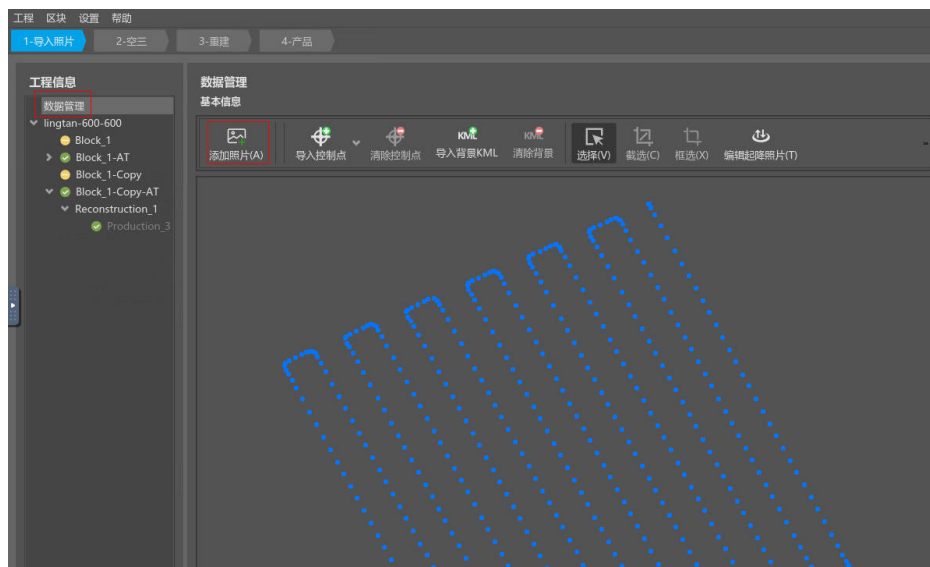 工程 区块 设置 帮助
1-导入照片 2-空三 3-重建 4-产品
工程信息
数据管理
lingtan-600-600
Block_1
Block_1-AT
Block_1-Copy
Block_1-Copy-AT
Reconstruction_1
Production_3
数据管理
基本信息
KML KML
添加照片(A) 导入控制点 清除控制点 导入背景KML 清除背景 选择(V) 截选(C) 框选(X) 编辑起降照片(T)